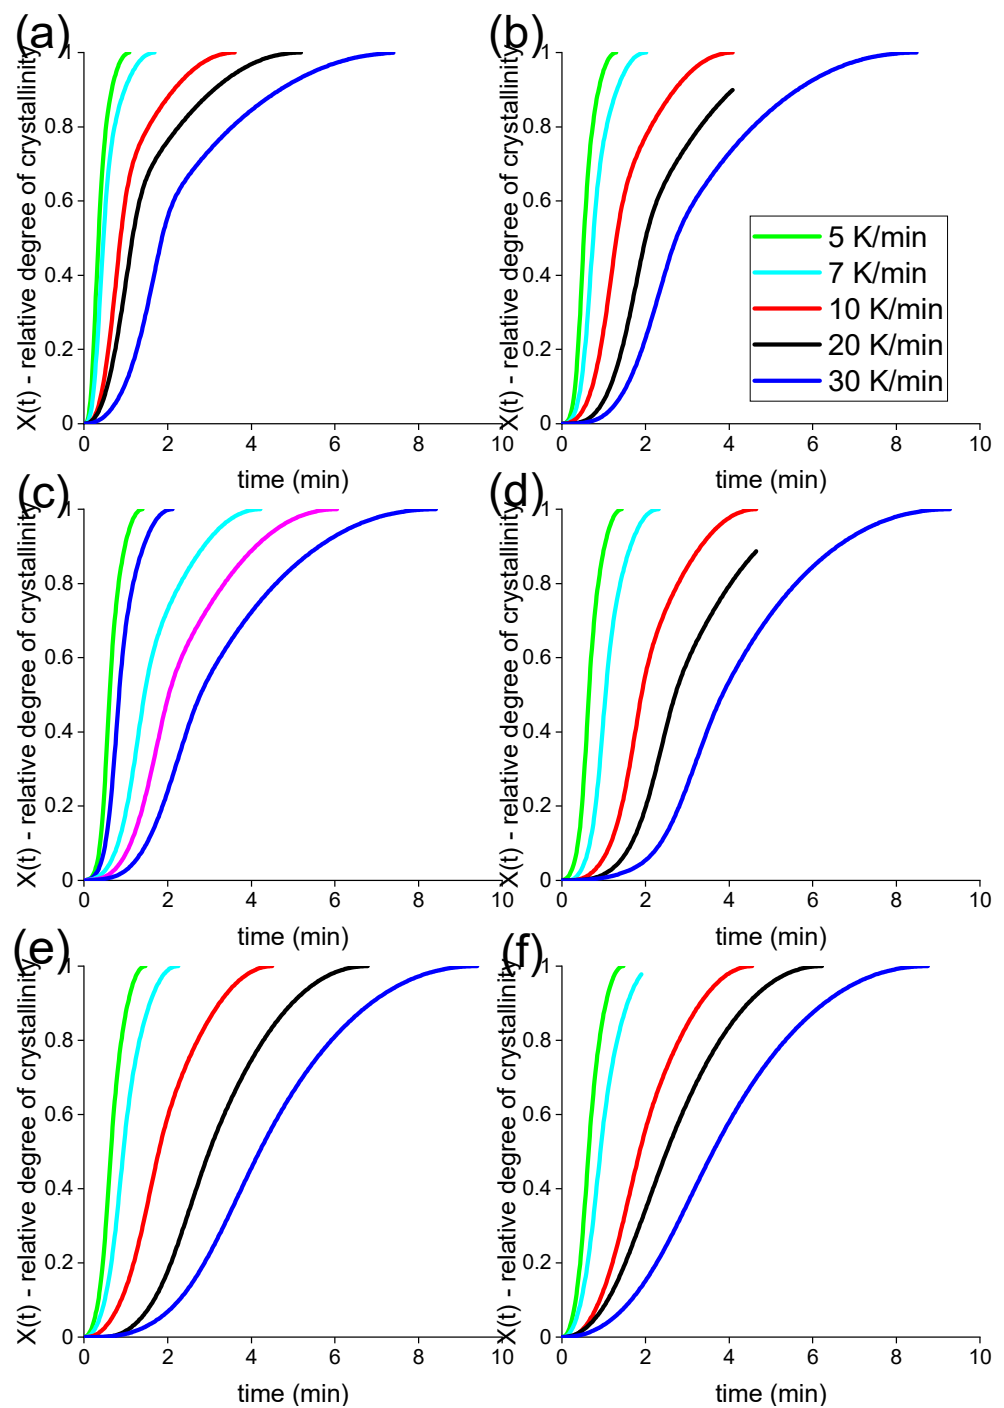 (a)
X(t) - relative degree of crystallinity
1
0.8
0.6
0.4
0.2
0
0 2 4 6 8 10
time (min)
(b)
X(t) - relative degree of crystallinity
1
0.8
0.6
0.4
0.2
0
0 2 4 6 8 10
time (min)
5 K/min
7 K/min
10 K/min
20 K/min
30 K/min
(c)
X(t) - relative degree of crystallinity
1
0.8
0.6
0.4
0.2
0
0 2 4 6 8 10
time (min)
(d)
X(t) - relative degree of crystallinity
1
0.8
0.6
0.4
0.2
0
0 2 4 6 8 10
time (min)
(e)
X(t) - relative degree of crystallinity
1
0.8
0.6
0.4
0.2
0
0 2 4 6 8 10
time (min)
(f)
X(t) - relative degree of crystallinity
1
0.8
0.6
0.4
0.2
0
0 2 4 6 8 10
time (min)